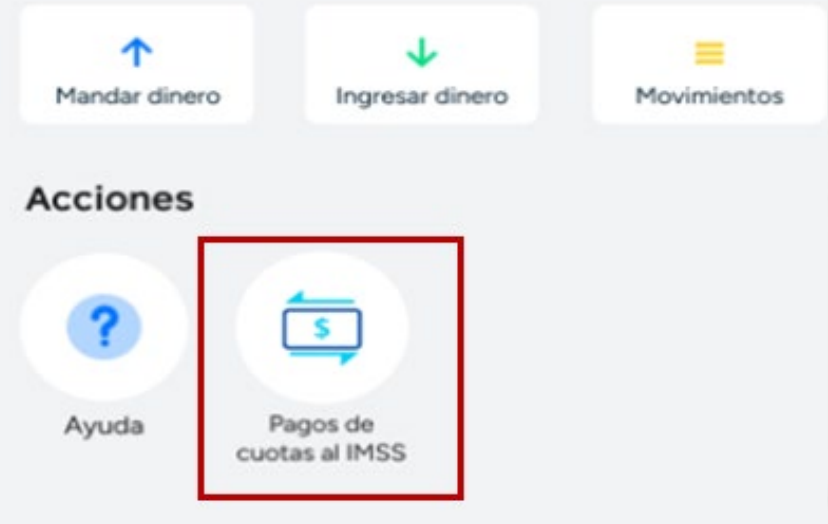 Mandar dinero
Ingresar dinero
Movimientos
Acciones
?
$
Ayuda
Pagos de
cuotas al IMSS